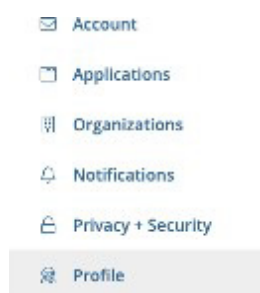 Account
Applications
Organizations
Notifications
Privacy + Security
Profile